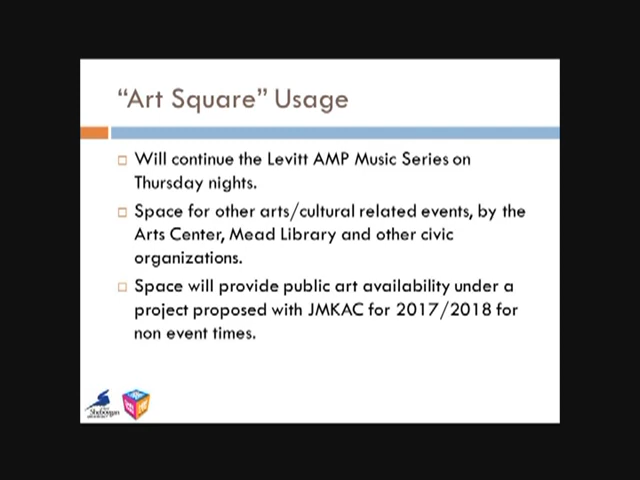 “Art Square” Usage
Will continue the Levitt AMP Music Series on
Thursday nights.
Space for other arts/cultural related events, by the
Arts Center, Mead Library and other civic
organizations.
Space will provide public art availability under a
project proposed with JMKAC for 2017/2018 for
non event times.
Sheboygan